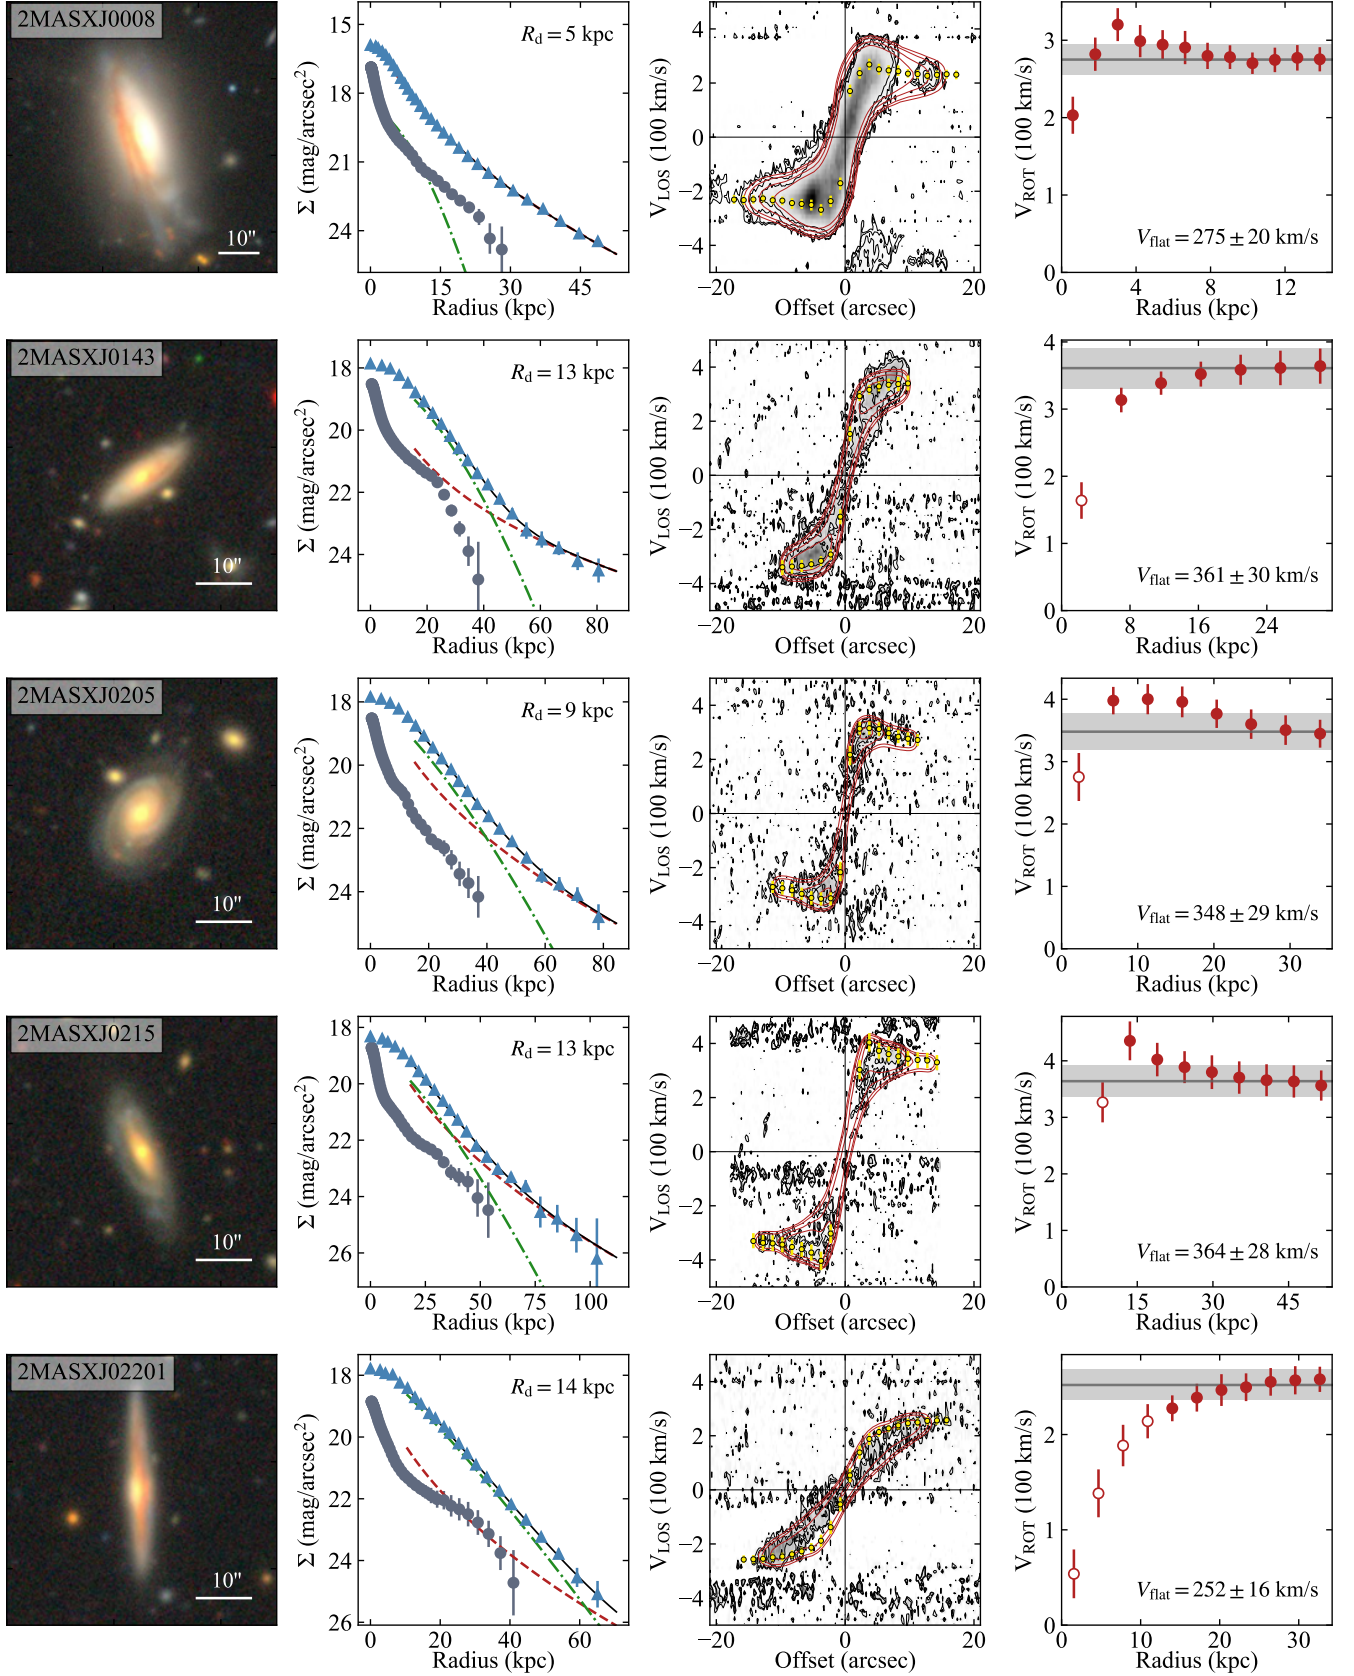 2MASXJ0008
10"
15
18
21
24
Σ (mag/arcsec²)
R_d = 5 kpc
0 15 30 45
Radius (kpc)
4
2
0
−2
−4
V_LOS (100 km/s)
−20 0 20
Offset (arcsec)
3
2
1
0
V_ROT (100 km/s)
V_flat = 275 ± 20 km/s
0 4 8 12
Radius (kpc)
2MASXJ0143
10"
18
20
22
24
Σ (mag/arcsec²)
R_d = 13 kpc
0 20 40 60 80
Radius (kpc)
4
2
0
−2
−4
V_LOS (100 km/s)
−20 0 20
Offset (arcsec)
4
3
2
1
0
V_ROT (100 km/s)
V_flat = 361 ± 30 km/s
8 16 24
Radius (kpc)
2MASXJ0205
10"
18
20
22
24
Σ (mag/arcsec²)
R_d = 9 kpc
0 20 40 60 80
Radius (kpc)
4
2
0
−2
−4
V_LOS (100 km/s)
−20 0 20
Offset (arcsec)
4
3
2
1
0
V_ROT (100 km/s)
V_flat = 348 ± 29 km/s
0 10 20 30
Radius (kpc)
2MASXJ0215
10"
18
20
22
24
26
Σ (mag/arcsec²)
R_d = 13 kpc
0 25 50 75 100
Radius (kpc)
4
2
0
−2
−4
V_LOS (100 km/s)
−20 0 20
Offset (arcsec)
4
3
2
1
0
V_ROT (100 km/s)
V_flat = 364 ± 28 km/s
0 15 30 45
Radius (kpc)
2MASXJ02201
10"
18
20
22
24
26
Σ (mag/arcsec²)
R_d = 14 kpc
0 20 40 60
Radius (kpc)
4
2
0
−2
−4
V_LOS (100 km/s)
−20 0 20
Offset (arcsec)
2
1
0
V_ROT (100 km/s)
V_flat = 252 ± 16 km/s
0 10 20 30
Radius (kpc)